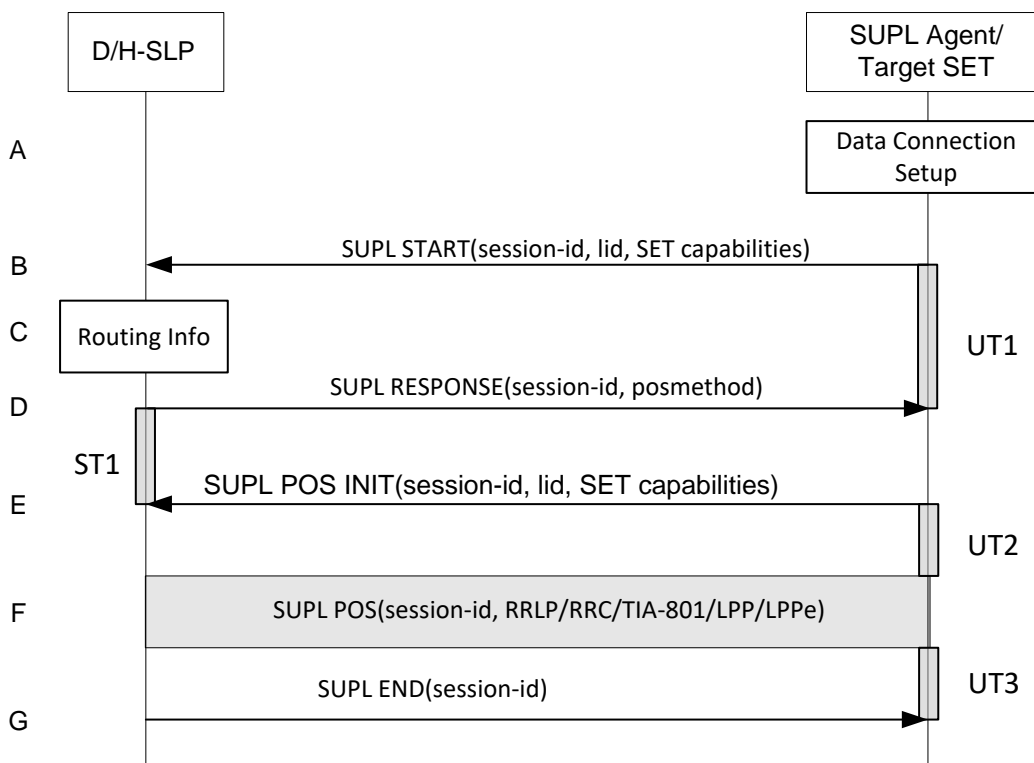 D/H-SLP
SUPL Agent/
Target SET
A
Data Connection
Setup
B
SUPL START(session-id, lid, SET capabilities)
C
Routing Info
UT1
D
SUPL RESPONSE(session-id, posmethod)
ST1
E
SUPL POS INIT(session-id, lid, SET capabilities)
UT2
F
SUPL POS(session-id, RRLP/RRC/TIA-801/LPP/LPPe)
SUPL END(session-id)
UT3
G